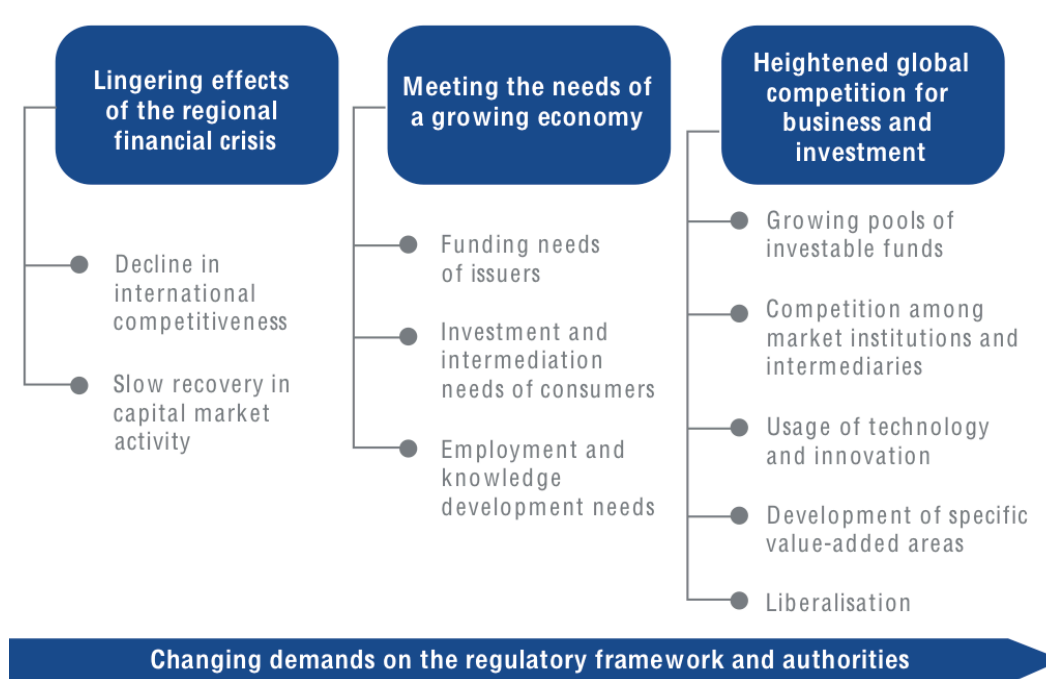 Lingering effects
of the regional
financial crisis
Decline in
international
competitiveness
Slow recovery in
capital market
activity
Meeting the needs of
a growing economy
Funding needs
of issuers
Investment and
intermediation
needs of consumers
Employment and
knowledge
development needs
Heightened global
competition for
business and
investment
Growing pools of
investable funds
Competition among
market institutions and
intermediaries
Usage of technology
and innovation
Development of specific
value-added areas
Liberalisation
Changing demands on the regulatory framework and authorities